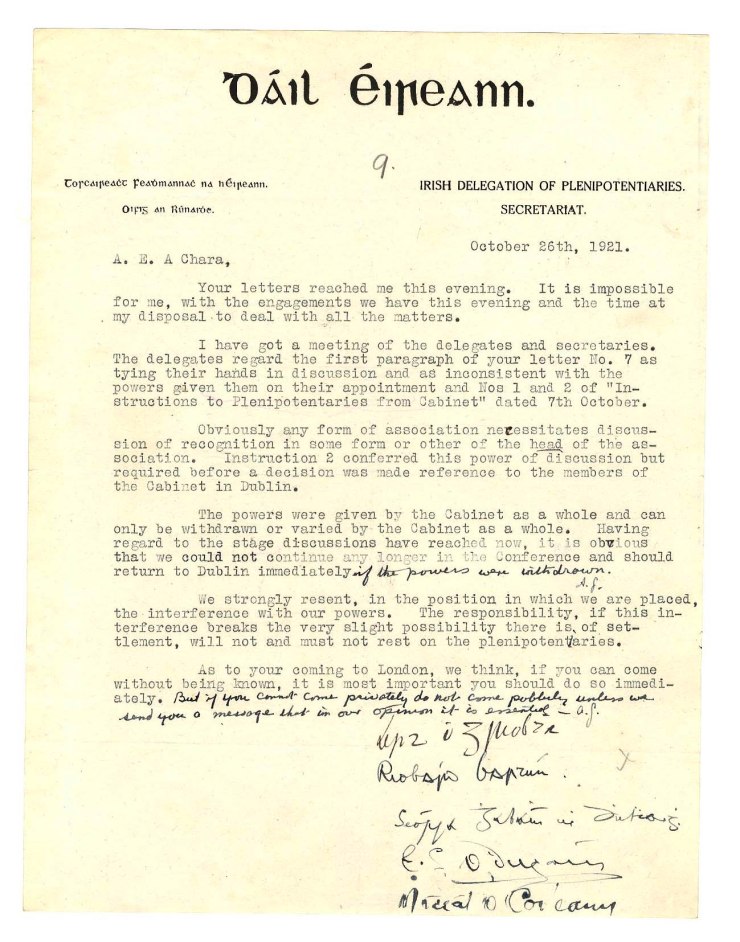 Dáil Éireann.
9.
Toscaireaċt Feaḋmannaċ na hÉireann.
Oifig an Rúnaiḋe.
IRISH DELEGATION OF PLENIPOTENTIARIES.
SECRETARIAT.
October 26th, 1921.
A. E. A Chara,
Your letters reached me this evening. It is impossible
for me, with the engagements we have this evening and the time at
my disposal to deal with all the matters.
I have got a meeting of the delegates and secretaries.
The delegates regard the first paragraph of your letter No. 7 as
tying their hands in discussion and as inconsistent with the
powers given them on their appointment and Nos 1 and 2 of "In-
structions to Plenipotentaries from Cabinet" dated 7th October.
Obviously any form of association necessitates discus-
sion of recognition in some form or other of the head of the as-
sociation. Instruction 2 conferred this power of discussion but
required before a decision was made reference to the members of
the Cabinet in Dublin.
The powers were given by the Cabinet as a whole and can
only be withdrawn or varied by the Cabinet as a whole. Having
regard to the stage discussions have reached now, it is obvious
that we could not continue any longer in the Conference and should
return to Dublin immediately if the powers were withdrawn.
A.G.
We strongly resent, in the position in which we are placed,
the interference with our powers. The responsibility, if this in-
terference breaks the very slight possibility there is, of set-
tlement, will not and must not rest on the plenipotentiaries.
As to your coming to London, we think, if you can come
without being known, it is most important you should do so immedi-
ately. But if you cannot come privately do not come publicly unless we
send you a message that in our opinion it is essential – A.G.
Art Ó Gríobhtha
Riobárd Bartún.
Seórsa Gabháin
E. S. Ó Dugáin
Mícheál Ó Coileáin